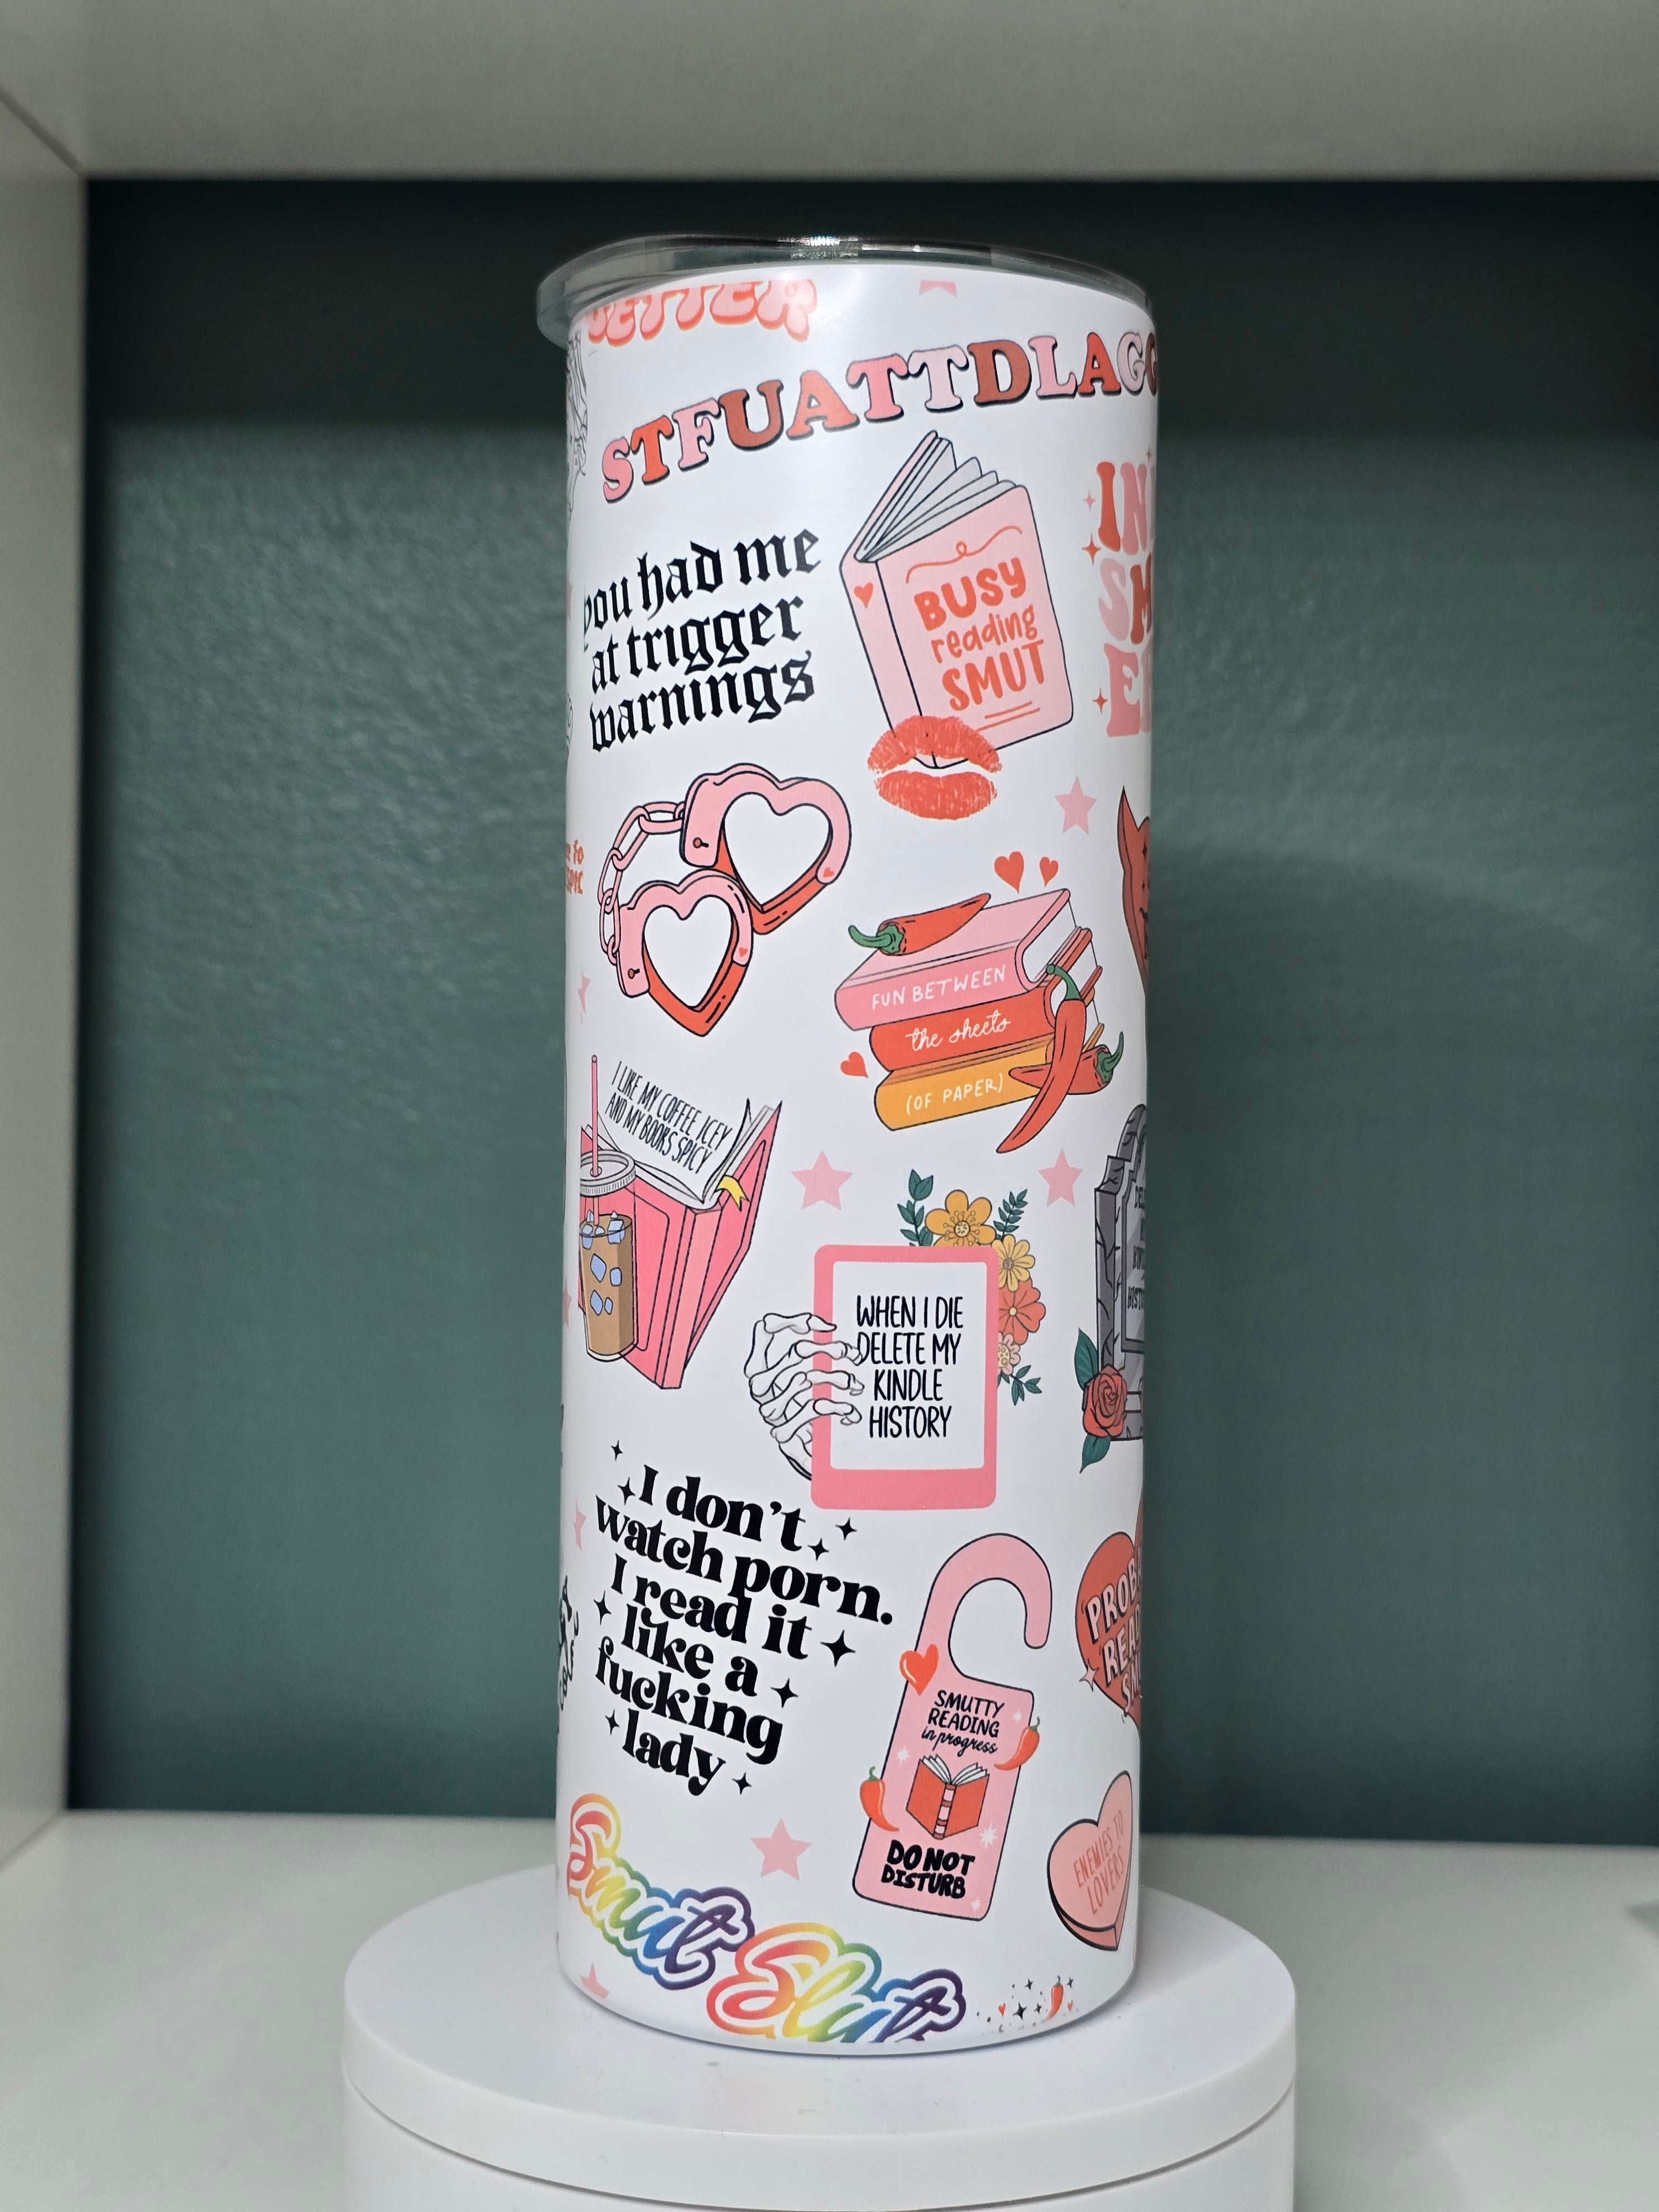 BETTER
STFUATTDLAGG
you had me
at trigger
warnings
BUSY
reading
SMUT
FUN BETWEEN
the sheets
(OF PAPER)
I LIKE MY COFFEE ICEY
AND MY BOOKS SPICY
WHEN I DIE
DELETE MY
KINDLE
HISTORY
I don't
watch porn.
I read it
like a
fucking
lady
SMUTTY
READING
in progress
DO NOT
DISTURB
ENEMIES TO
LOVERS
Smut Slut